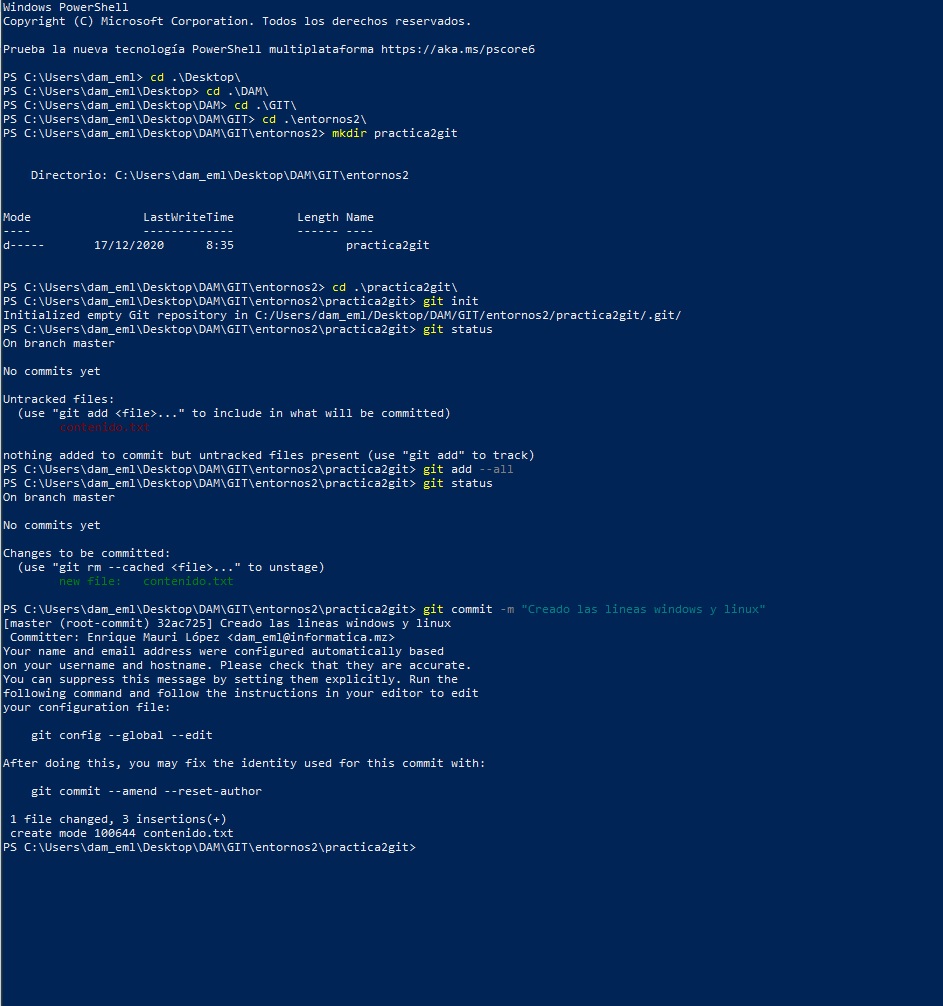 Windows PowerShell
Copyright (C) Microsoft Corporation. Todos los derechos reservados.
Prueba la nueva tecnología PowerShell multiplataforma https://aka.ms/pscore6
PS C:\Users\dam_eml> cd .\Desktop\
PS C:\Users\dam_eml\Desktop> cd .\DAM\
PS C:\Users\dam_eml\Desktop\DAM> cd .\GIT\
PS C:\Users\dam_eml\Desktop\DAM\GIT> cd .\entornos2\
PS C:\Users\dam_eml\Desktop\DAM\GIT\entornos2> mkdir practica2git
    Directorio: C:\Users\dam_eml\Desktop\DAM\GIT\entornos2
Mode                LastWriteTime         Length Name
----                -------------         ------ ----
d-----       17/12/2020      8:35                practica2git
PS C:\Users\dam_eml\Desktop\DAM\GIT\entornos2> cd .\practica2git\
PS C:\Users\dam_eml\Desktop\DAM\GIT\entornos2\practica2git> git init
Initialized empty Git repository in C:/Users/dam_eml/Desktop/DAM/GIT/entornos2/practica2git/.git/
PS C:\Users\dam_eml\Desktop\DAM\GIT\entornos2\practica2git> git status
On branch master
No commits yet
Untracked files:
  (use "git add <file>..." to include in what will be committed)
        contenido.txt
nothing added to commit but untracked files present (use "git add" to track)
PS C:\Users\dam_eml\Desktop\DAM\GIT\entornos2\practica2git> git add --all
PS C:\Users\dam_eml\Desktop\DAM\GIT\entornos2\practica2git> git status
On branch master
No commits yet
Changes to be committed:
  (use "git rm --cached <file>..." to unstage)
        new file:   contenido.txt
PS C:\Users\dam_eml\Desktop\DAM\GIT\entornos2\practica2git> git commit -m "Creado las lineas windows y linux"
[master (root-commit) 32ac725] Creado las lineas windows y linux
 Committer: Enrique Mauri López <dam_eml@informatica.mz>
Your name and email address were configured automatically based
on your username and hostname. Please check that they are accurate.
You can suppress this message by setting them explicitly. Run the
following command and follow the instructions in your editor to edit
your configuration file:
    git config --global --edit
After doing this, you may fix the identity used for this commit with:
    git commit --amend --reset-author
 1 file changed, 3 insertions(+)
 create mode 100644 contenido.txt
PS C:\Users\dam_eml\Desktop\DAM\GIT\entornos2\practica2git>